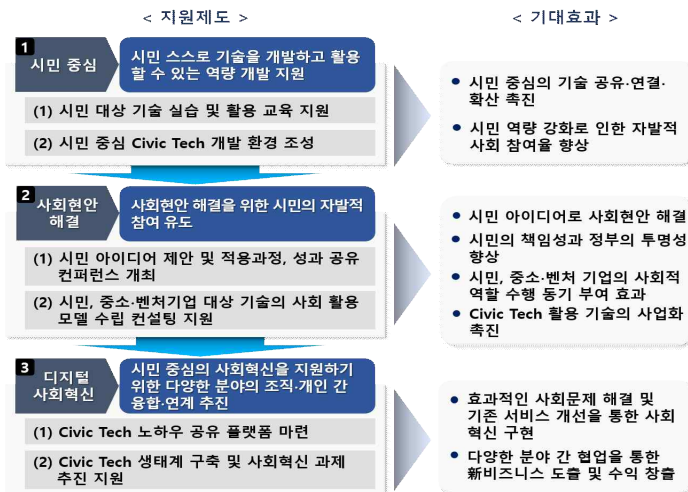 < 지원제도 >
< 기대효과 >
1
시민 중심
시민 스스로 기술을 개발하고 활용
할 수 있는 역량 개발 지원
(1) 시민 대상 기술 실습 및 활용 교육 지원
(2) 시민 중심 Civic Tech 개발 환경 조성
• 시민 중심의 기술 공유·연결·
확산 촉진
• 시민 역량 강화로 인한 자발적
사회 참여율 향상
2
사회현안
해결
사회현안 해결을 위한 시민의 자발적
참여 유도
(1) 시민 아이디어 제안 및 적용과정, 성과 공유
컨퍼런스 개최
(2) 시민, 중소·벤처기업 대상 기술의 사회 활용
모델 수립 컨설팅 지원
• 시민 아이디어로 사회현안 해결
• 시민의 책임성과 정부의 투명성
향상
• 시민, 중소·벤처 기업의 사회적
역할 수행 동기 부여 효과
• Civic Tech 활용 기술의 사업화
촉진
3
디지털
사회혁신
시민 중심의 사회혁신을 지원하기
위한 다양한 분야의 조직·개인 간
융합·연계 추진
(1) Civic Tech 노하우 공유 플랫폼 마련
(2) Civic Tech 생태계 구축 및 사회혁신 과제
추진 지원
• 효과적인 사회문제 해결 및
기존 서비스 개선을 통한 사회
혁신 구현
• 다양한 분야 간 협업을 통한
新비즈니스 도출 및 수익 창출